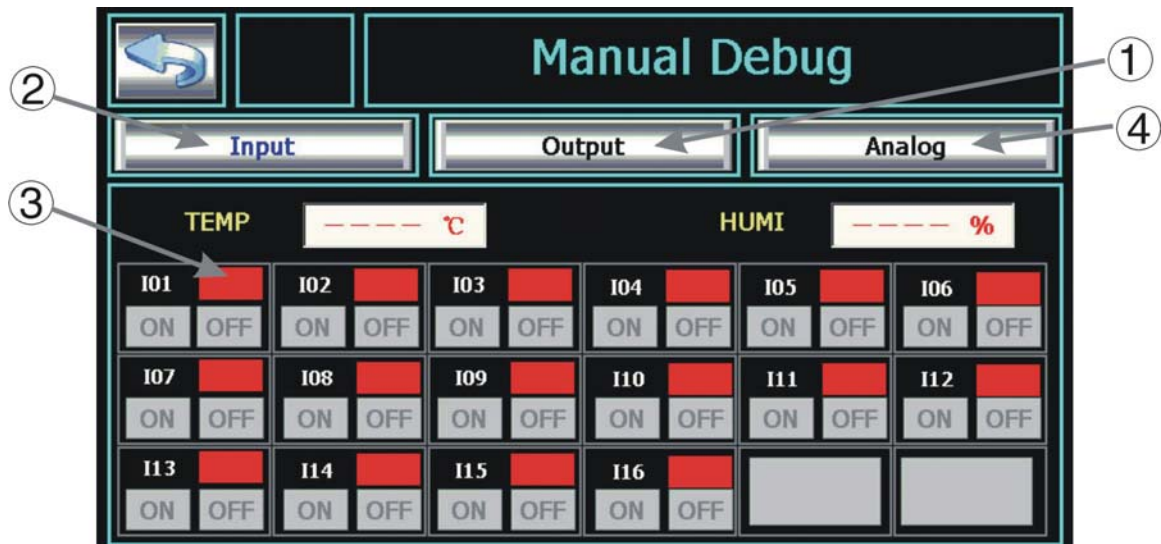 Manual Debug
①
②
Input
Output
Analog
④
③
TEMP
---- ℃
HUMI
---- %
I01
I02
I03
I04
I05
I06
ON OFF
ON OFF
ON OFF
ON OFF
ON OFF
ON OFF
I07
I08
I09
I10
I11
I12
ON OFF
ON OFF
ON OFF
ON OFF
ON OFF
ON OFF
I13
I14
I15
I16
ON OFF
ON OFF
ON OFF
ON OFF